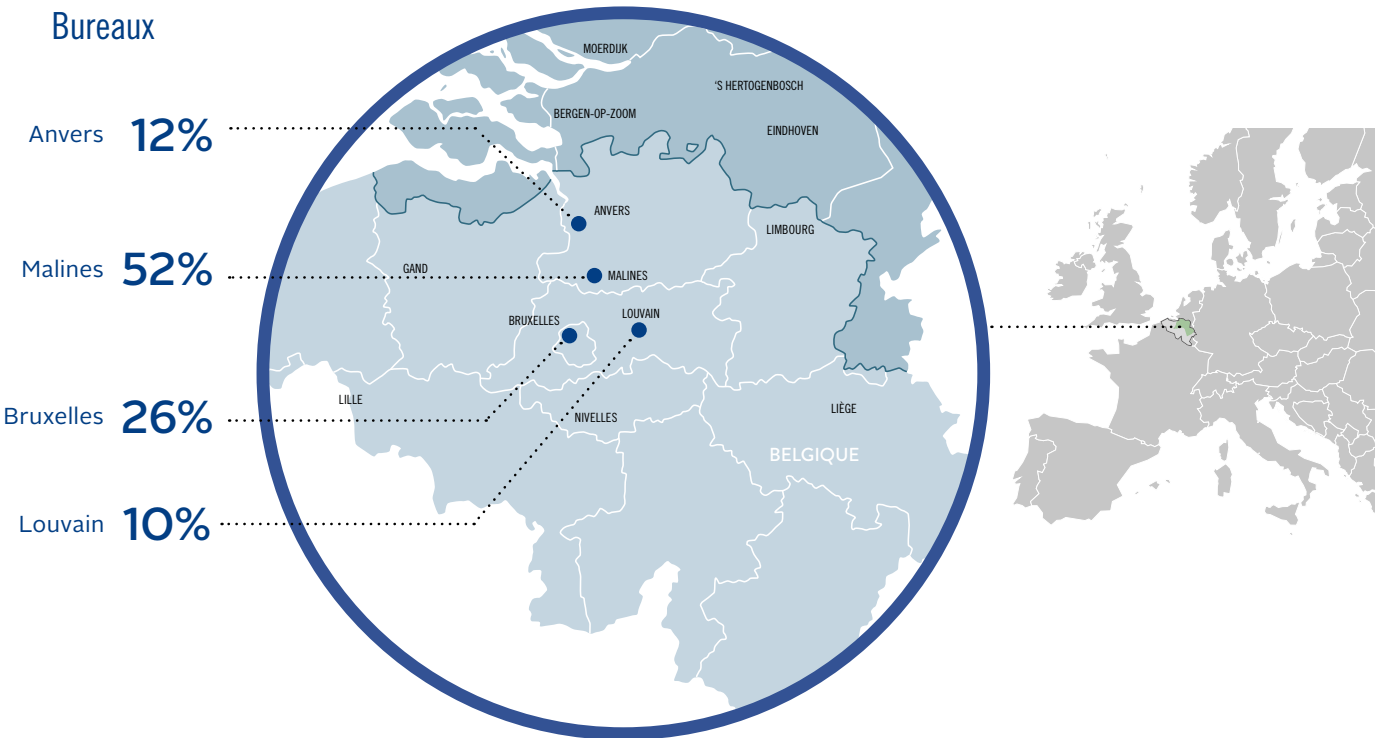 Bureaux
Anvers 12%
Malines 52%
Bruxelles 26%
Louvain 10%
MOERDIJK
'S HERTOGENBOSCH
BERGEN-OP-ZOOM
EINDHOVEN
ANVERS
LIMBOURG
GAND
MALINES
BRUXELLES
LOUVAIN
LILLE
NIVELLES
LIÈGE
BELGIQUE